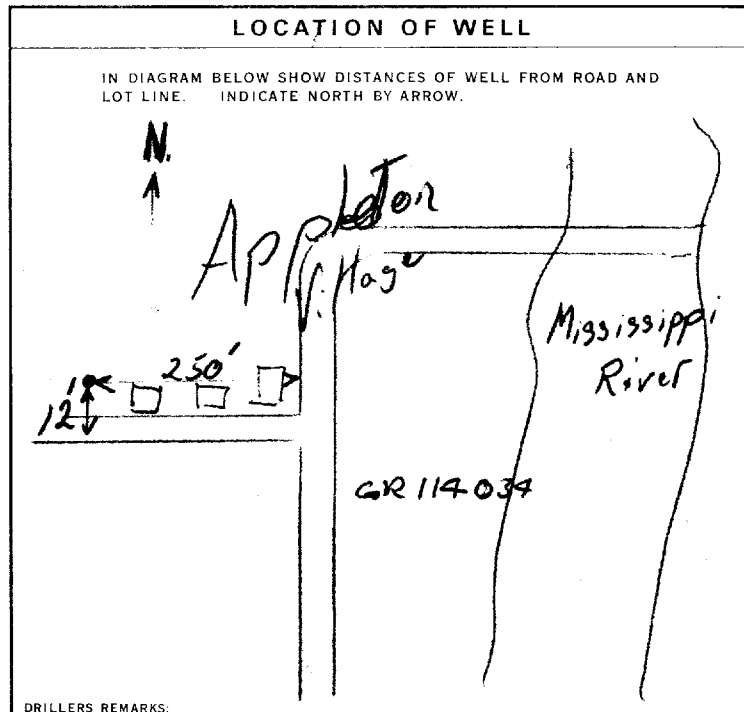 LOCATION OF WELL
IN DIAGRAM BELOW SHOW DISTANCES OF WELL FROM ROAD AND
LOT LINE. INDICATE NORTH BY ARROW.
N.
Appleton
Village
Mississippi
River
250'
12'
GR 114034
DRILLERS REMARKS: